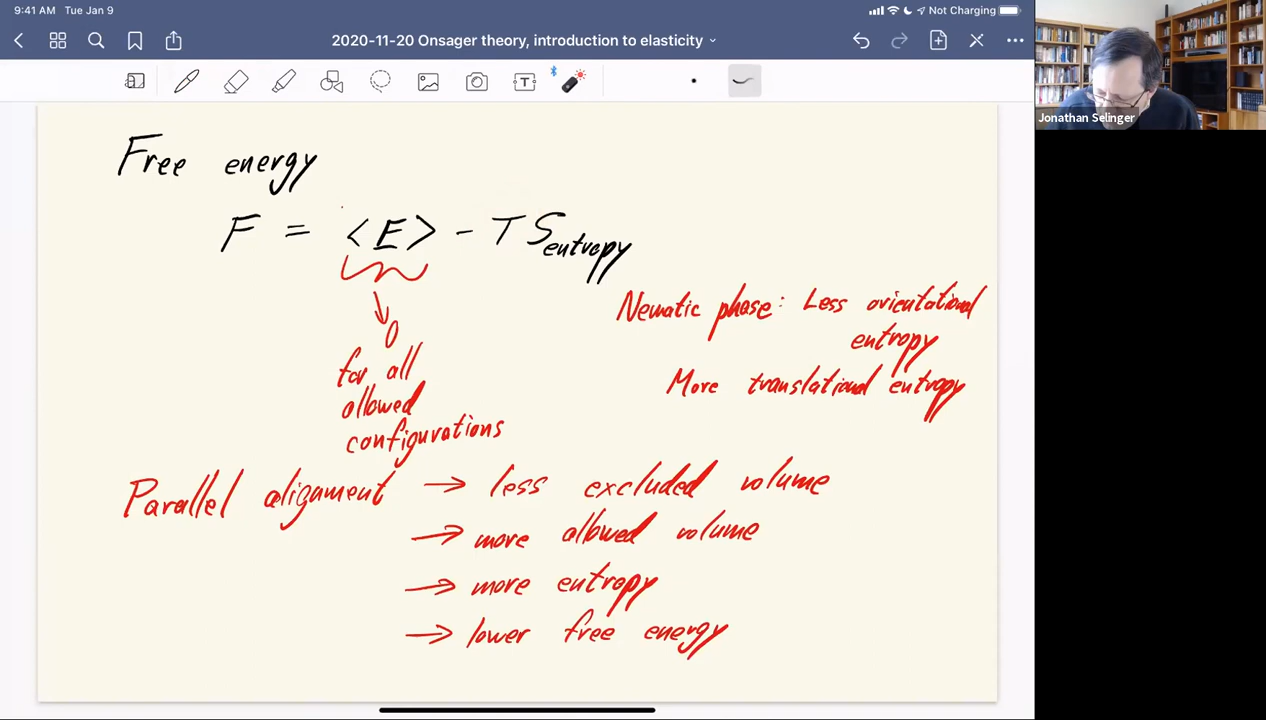 9:41 AM Tue Jan 9
Not Charging
2020-11-20 Onsager theory, introduction to elasticity
T
Jonathan Selinger
Free energy
F = <E> - T S entropy
0
for all
allowed
configurations
Nematic phase: Less orientational
entropy
More translational entropy
Parallel alignment → less excluded volume
→ more allowed volume
→ more entropy
→ lower free energy